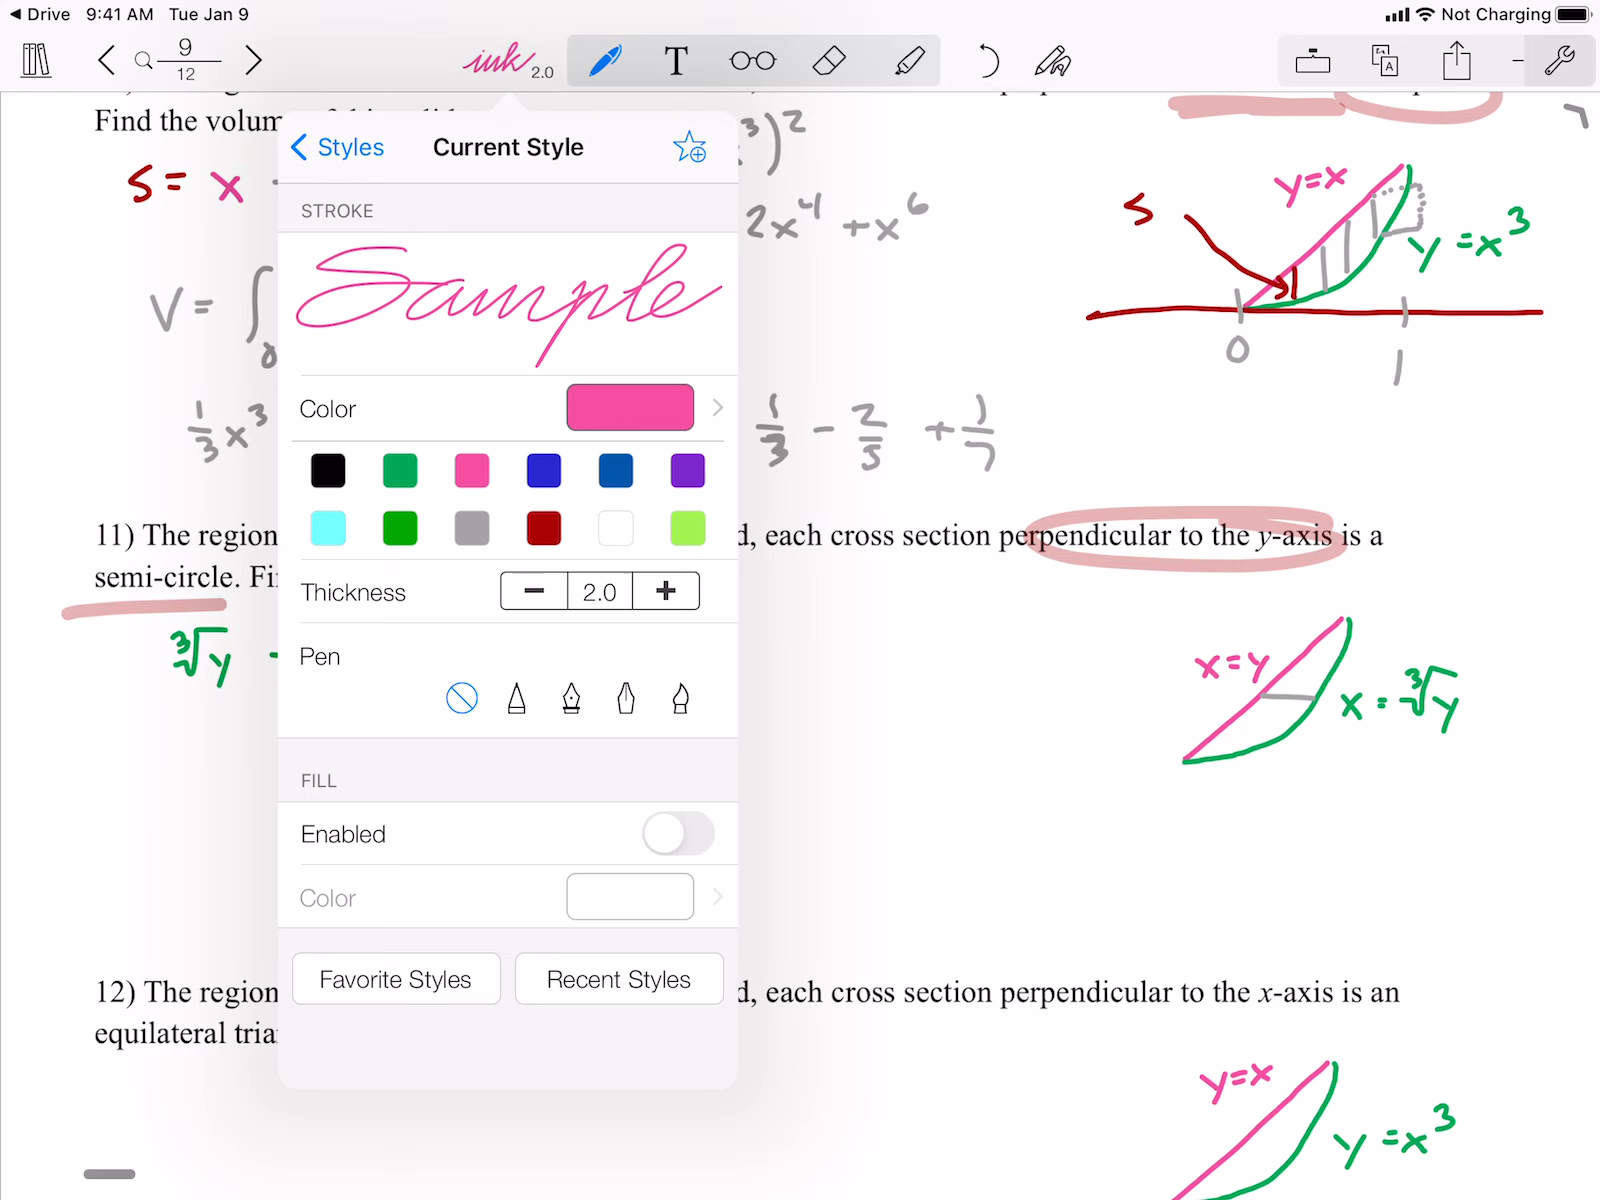 Drive 9:41 AM Tue Jan 9 Not Charging
9
12
ink 2.0
T
Find the volum
3)²
Styles Current Style
S = x -
STROKE
2x⁴ + x⁶
Sample
y=x
S
y = x³
V = ∫
0
0 1
Color
1/3 x³
1/3 - 2/5 + 1/7
11) The region d, each cross section perpendicular to the y-axis is a
semi-circle. Fi
Thickness − 2.0 +
∛y -
Pen
x=y
x = ∛y
FILL
Enabled
Color
Favorite Styles Recent Styles
12) The region d, each cross section perpendicular to the x-axis is an
equilateral tria
y=x
y = x³